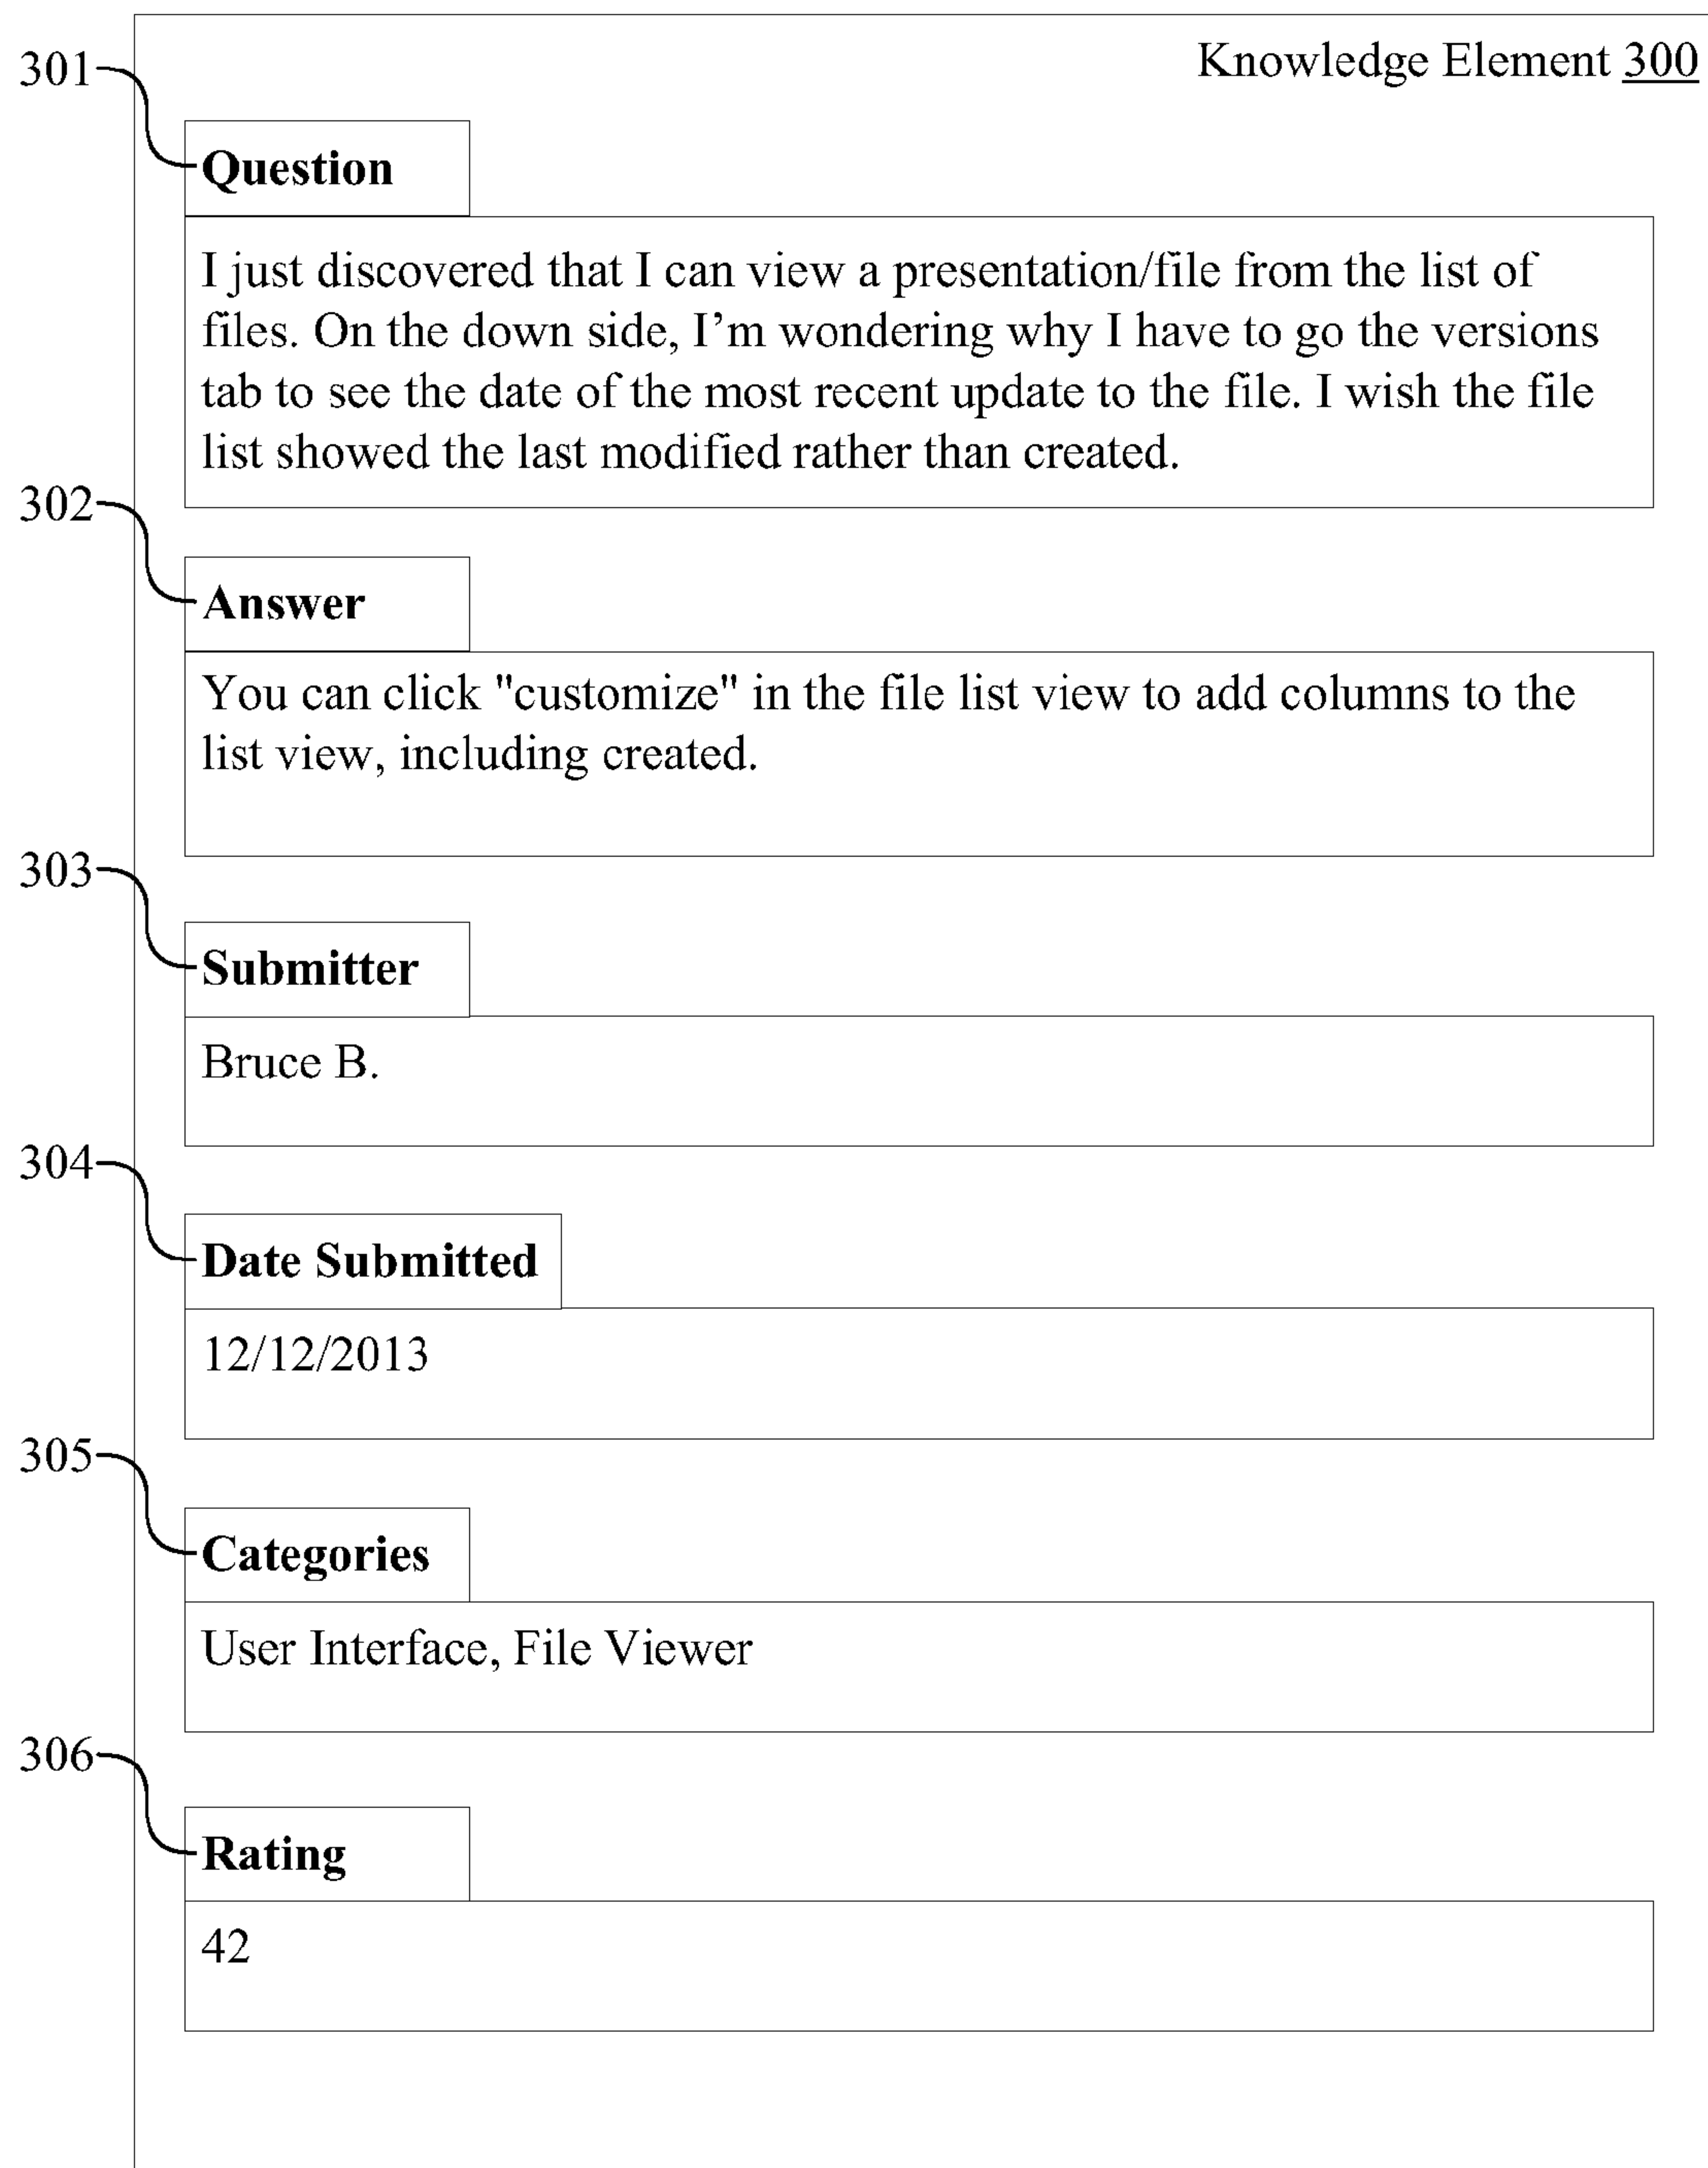 Knowledge Element 300
301
Question
I just discovered that I can view a presentation/file from the list of
files. On the down side, I’m wondering why I have to go the versions
tab to see the date of the most recent update to the file. I wish the file
list showed the last modified rather than created.
302
Answer
You can click "customize" in the file list view to add columns to the
list view, including created.
303
Submitter
Bruce B.
304
Date Submitted
12/12/2013
305
Categories
User Interface, File Viewer
306
Rating
42